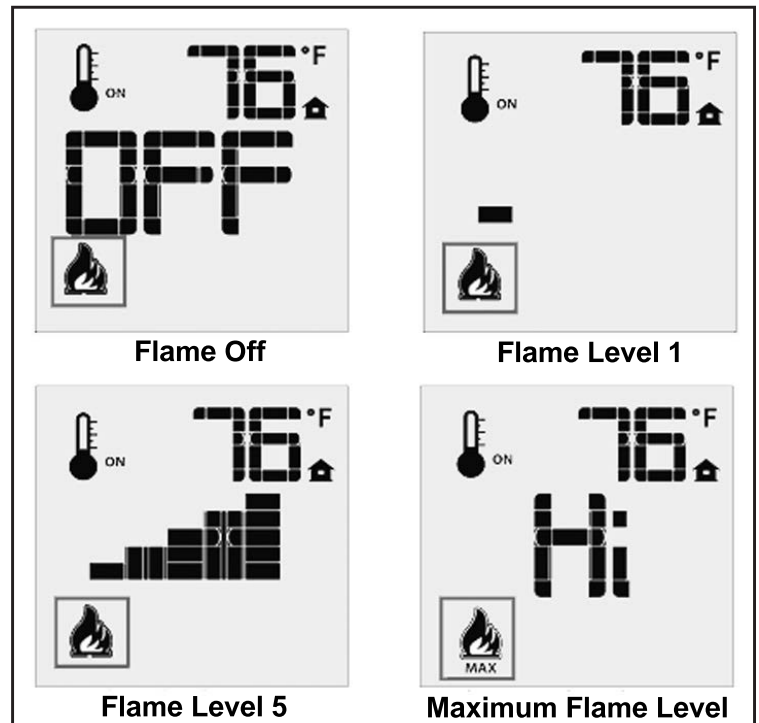 76 °F
ON
OFF
Flame Off
76 °F
ON
Flame Level 1
76 °F
ON
Flame Level 5
76 °F
ON
Hi
MAX
Maximum Flame Level